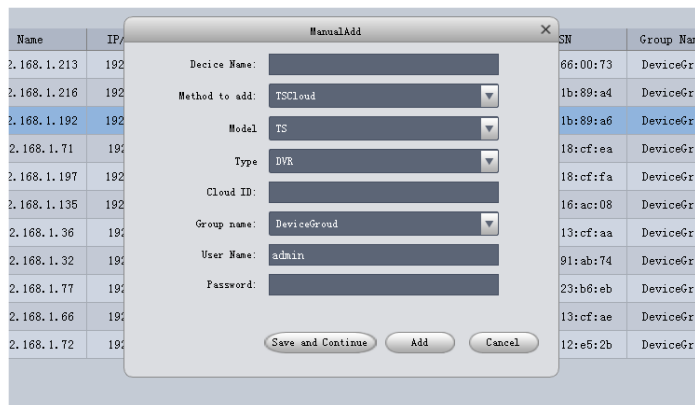 ManualAdd
Name IP/ SN Group Nam
2.168.1.213 192 66:00:73 DeviceGr
2.168.1.216 192 1b:89:a4 DeviceGr
2.168.1.192 192 1b:89:a6 DeviceGr
2.168.1.71 192 18:cf:ea DeviceGr
2.168.1.197 192 18:cf:fa DeviceGr
2.168.1.135 192 16:ac:08 DeviceGr
2.168.1.36 192 13:cf:aa DeviceGr
2.168.1.32 192 91:ab:74 DeviceGr
2.168.1.77 192 23:b6:eb DeviceGr
2.168.1.66 192 13:cf:ae DeviceGr
2.168.1.72 192 12:e5:2b DeviceGr
Decice Name:
Method to add: TSCloud
Model TS
Type DVR
Cloud ID:
Group name: DeviceGroud
User Name: admin
Password:
Save and Continue Add Cancel